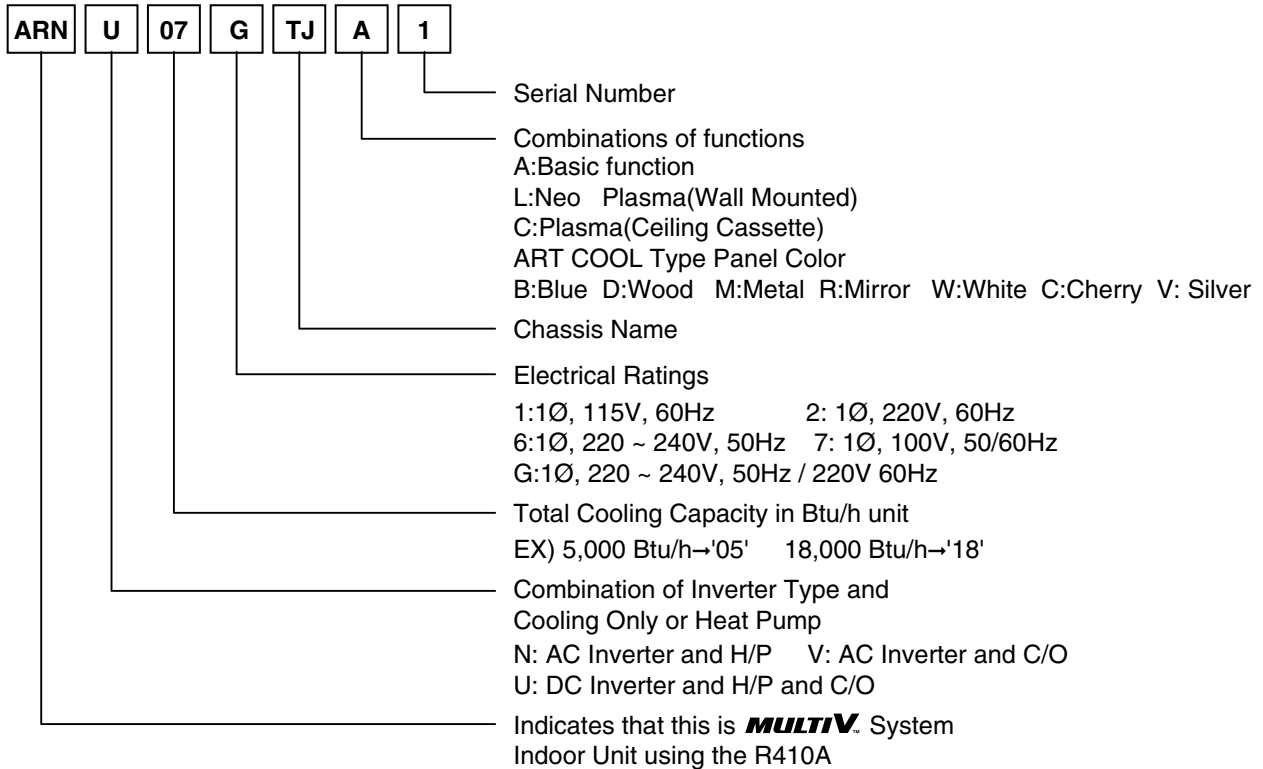 ARN U 07 G TJ A 1
Serial Number
Combinations of functions
A:Basic function
L:Neo Plasma(Wall Mounted)
C:Plasma(Ceiling Cassette)
ART COOL Type Panel Color
B:Blue D:Wood M:Metal R:Mirror W:White C:Cherry V: Silver
Chassis Name
Electrical Ratings
1:1Ø, 115V, 60Hz 2: 1Ø, 220V, 60Hz
6:1Ø, 220 ~ 240V, 50Hz 7: 1Ø, 100V, 50/60Hz
G:1Ø, 220 ~ 240V, 50Hz / 220V 60Hz
Total Cooling Capacity in Btu/h unit
EX) 5,000 Btu/h→'05' 18,000 Btu/h→'18'
Combination of Inverter Type and
Cooling Only or Heat Pump
N: AC Inverter and H/P V: AC Inverter and C/O
U: DC Inverter and H/P and C/O
Indicates that this is MULTI V™ System
Indoor Unit using the R410A